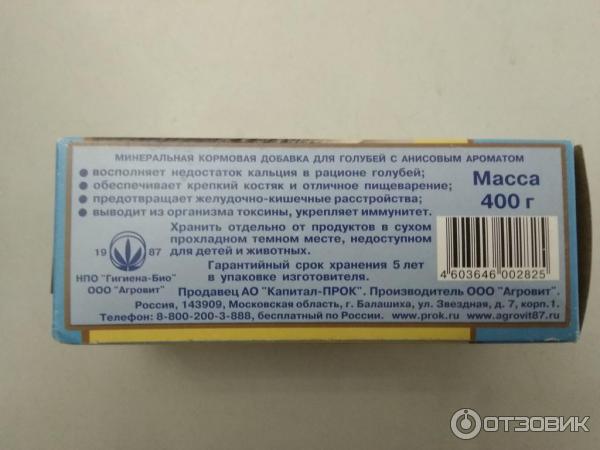 МИНЕРАЛЬНАЯ КОРМОВАЯ ДОБАВКА ДЛЯ ГОЛУБЕЙ С АНИСОВЫМ АРОМАТОМ
• восполняет недостаток кальция в рационе голубей;
• обеспечивает крепкий костяк и отличное пищеварение;
• предотвращает желудочно-кишечные расстройства;
• выводит из организма токсины, укрепляет иммунитет.
Масса
400 г
Хранить отдельно от продуктов в сухом
прохладном темном месте, недоступном
для детей и животных.
19 87
НПО "Гигиена-Био"
ООО "Агровит"
Гарантийный срок хранения 5 лет
в упаковке изготовителя.
4 603646 002825
Продавец АО "Капитал-ПРОК". Производитель ООО "Агровит".
Россия, 143909, Московская область, г. Балашиха, ул. Звездная, д. 7, корп.1.
Телефон: 8-800-200-3-888, бесплатный по России. www.prok.ru, www.agrovit87.ru
ОТЗОВИК